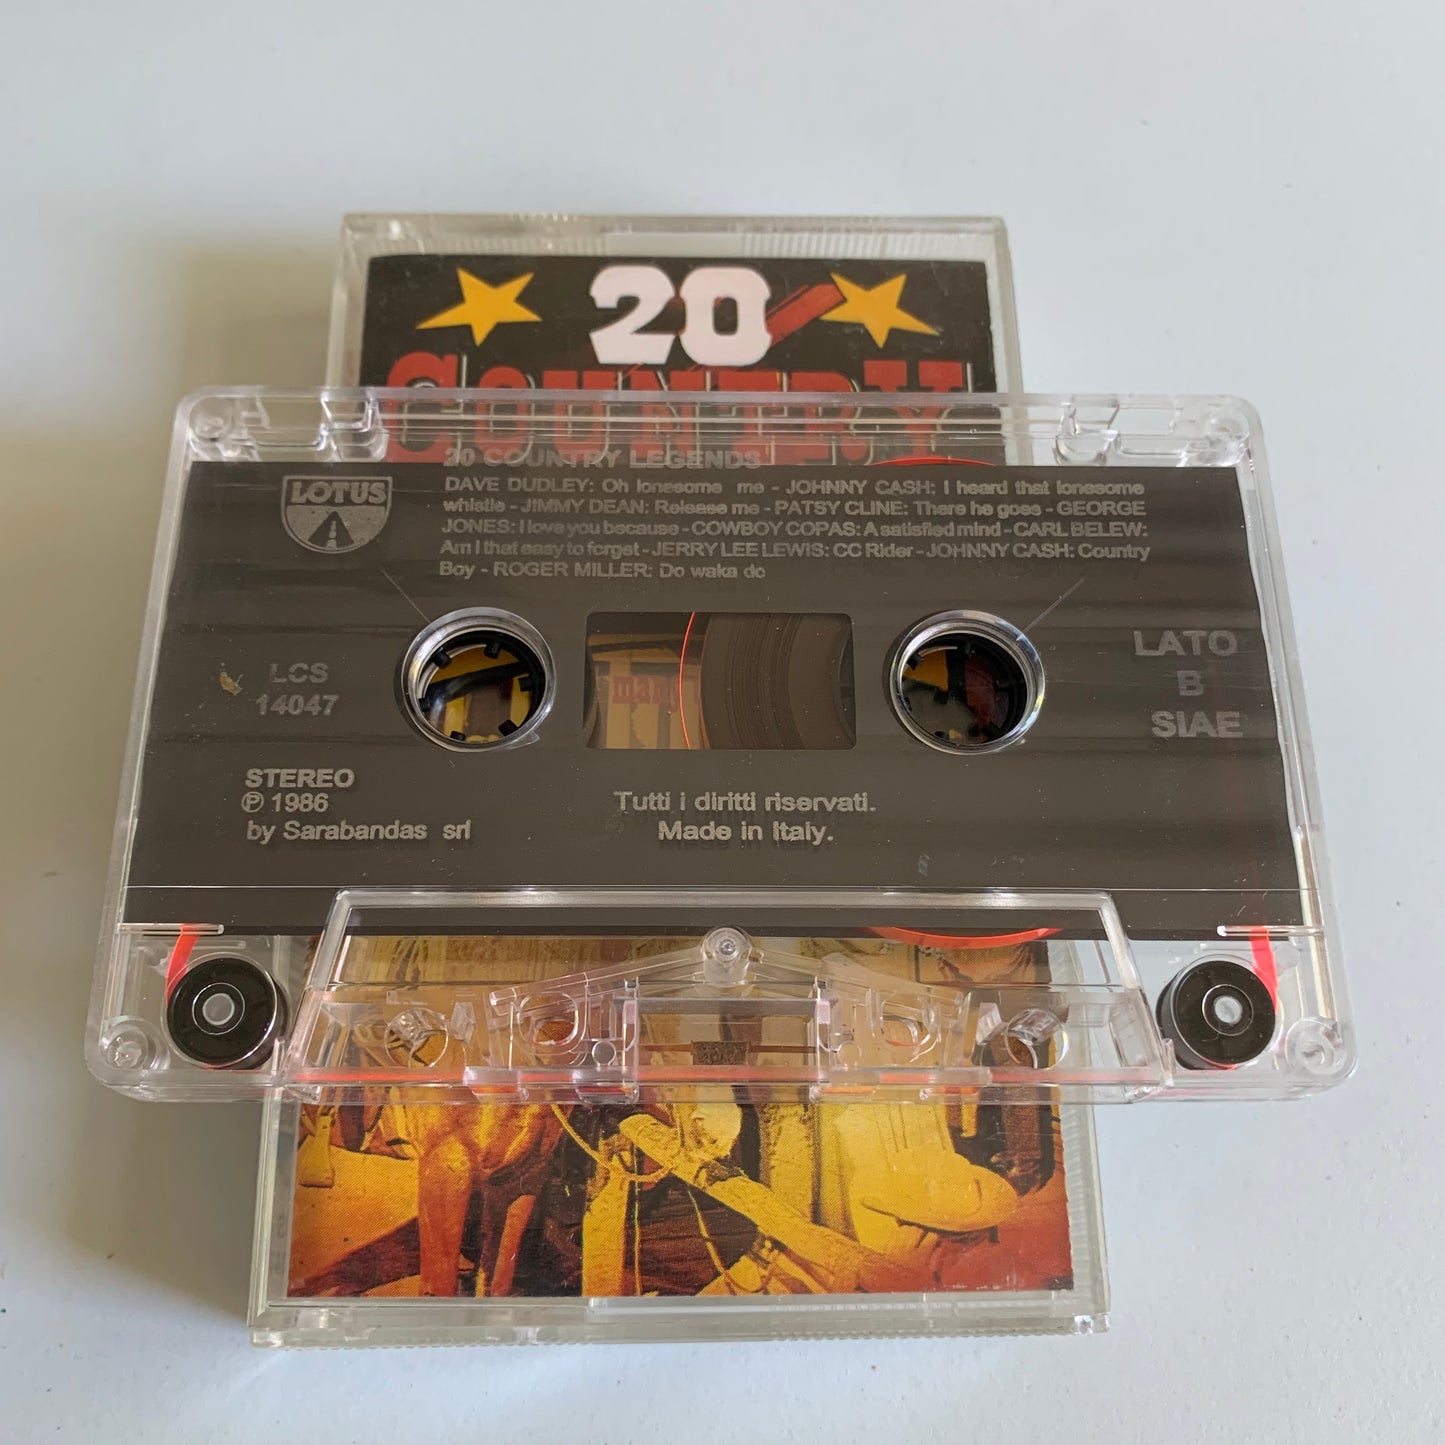 20
COUNTRY
20 COUNTRY LEGENDS
LOTUS
DAVE DUDLEY: Oh lonesome me - JOHNNY CASH: I heard that lonesome
whistle - JIMMY DEAN: Release me - PATSY CLINE: There he goes - GEORGE
JONES: I love you because - COWBOY COPAS: A satisfied mind - CARL BELEW:
Am I that easy to forget - JERRY LEE LEWIS: CC Rider - JOHNNY CASH: Country
Boy - ROGER MILLER: Do waka do
LCS
14047
LATO
B
SIAE
STEREO
Ⓟ 1986
by Sarabandas srl
Tutti i diritti riservati.
Made in Italy.